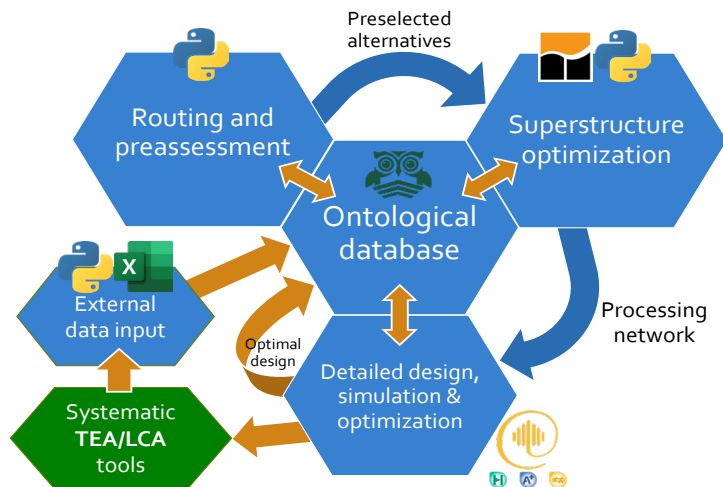 Preselected
alternatives
Routing and
preassessment
Superstructure
optimization
Ontological
database
X
External
data input
Optimal
design
Processing
network
Detailed design,
simulation &
optimization
Systematic
TEA/LCA
tools
H A+